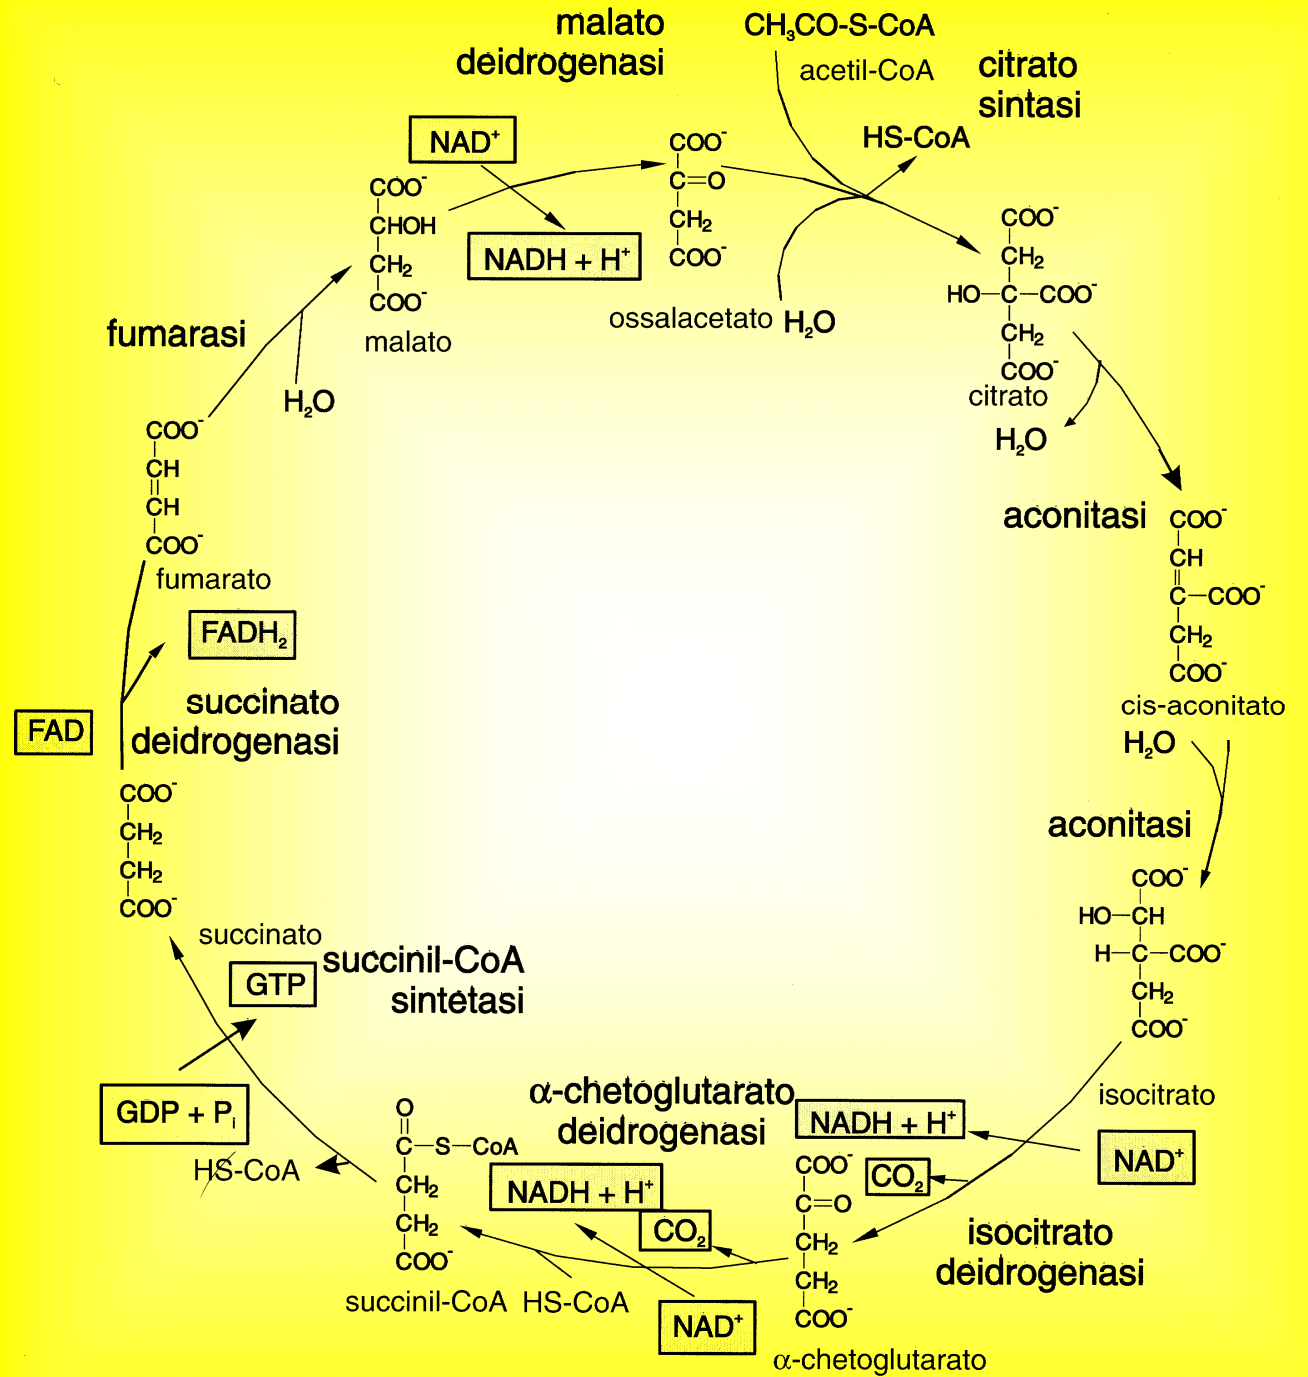 malato
deidrogenasi
CH₃CO-S-CoA
acetil-CoA
citrato
sintasi
HS-CoA
NAD⁺
NADH + H⁺
COO⁻
C=O
CH₂
COO⁻
ossalacetato
H₂O
COO⁻
CH₂
HO-C-COO⁻
CH₂
COO⁻
citrato
H₂O
aconitasi
COO⁻
CH
C-COO⁻
CH₂
COO⁻
cis-aconitato
H₂O
aconitasi
COO⁻
HO-CH
H-C-COO⁻
CH₂
COO⁻
isocitrato
NAD⁺
NADH + H⁺
CO₂
isocitrato
deidrogenasi
COO⁻
C=O
CH₂
CH₂
COO⁻
α-chetoglutarato
α-chetoglutarato
deidrogenasi
NADH + H⁺
CO₂
NAD⁺
HS-CoA
O
C-S-CoA
CH₂
CH₂
COO⁻
succinil-CoA
succinil-CoA
sintetasi
GTP
GDP + Pᵢ
HS-CoA
COO⁻
CH₂
CH₂
COO⁻
succinato
succinato
deidrogenasi
FAD
FADH₂
COO⁻
CH
CH
COO⁻
fumarato
fumarasi
H₂O
COO⁻
CHOH
CH₂
COO⁻
malato